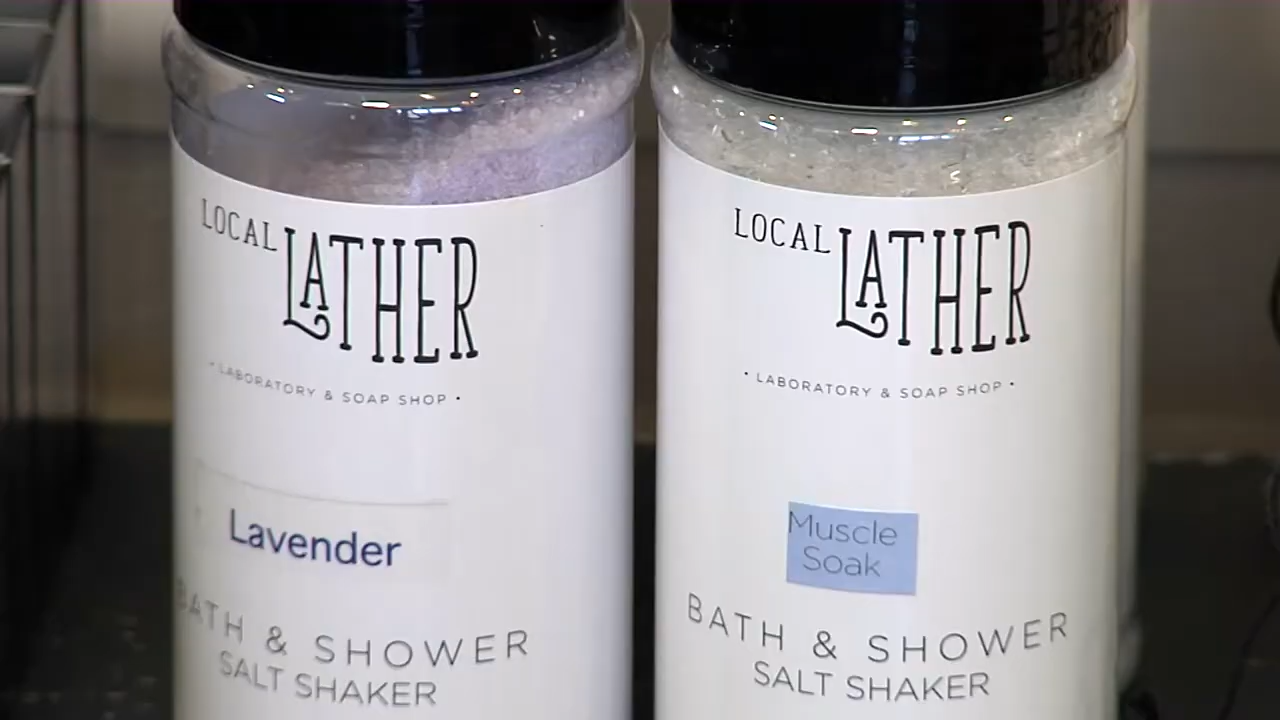 LOCAL LATHER
• LABORATORY & SOAP SHOP •
Lavender
BATH & SHOWER
SALT SHAKER
LOCAL LATHER
• LABORATORY & SOAP SHOP •
Muscle
Soak
BATH & SHOWER
SALT SHAKER